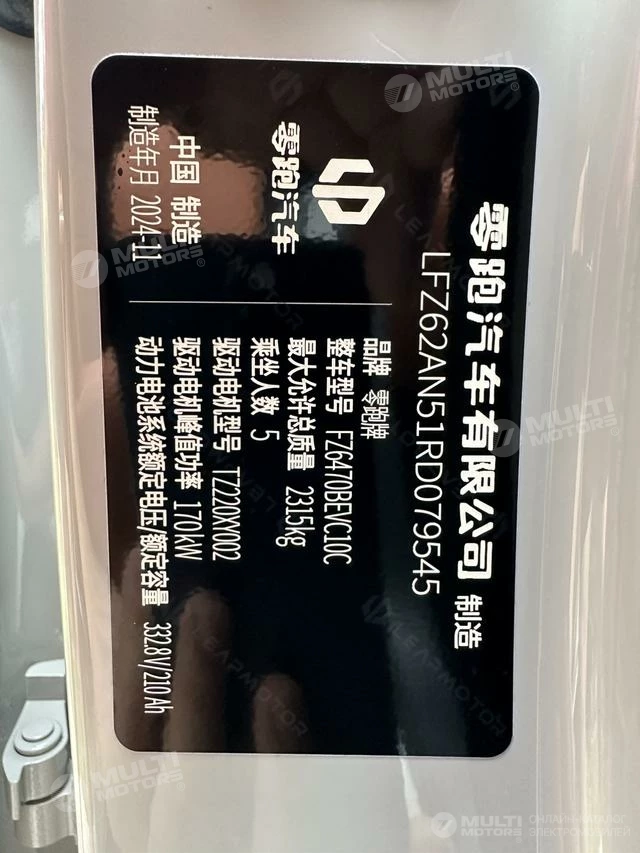 零跑汽车有限公司 制造
LFZ62AN51RD079545
零跑汽车
中国 制造
制造年月 2024-11
品牌 零跑牌
整车型号 FZ6470BEVC10C
最大允许总质量 2315kg
乘坐人数 5
驱动电机型号 TZ220XY002
驱动电机峰值功率 170kW
动力电池系统额定电压/额定容量 332.8V/210Ah
LEAPMOTOR
MULTI
MOTORS®
MULTI
MOTORS®
MULTI
MOTORS®
MULTI
MOTORS®
MULTI
MOTORS
ОНЛАЙН-КАТАЛОГ
ЭЛЕКТРОМОБИЛЕЙ